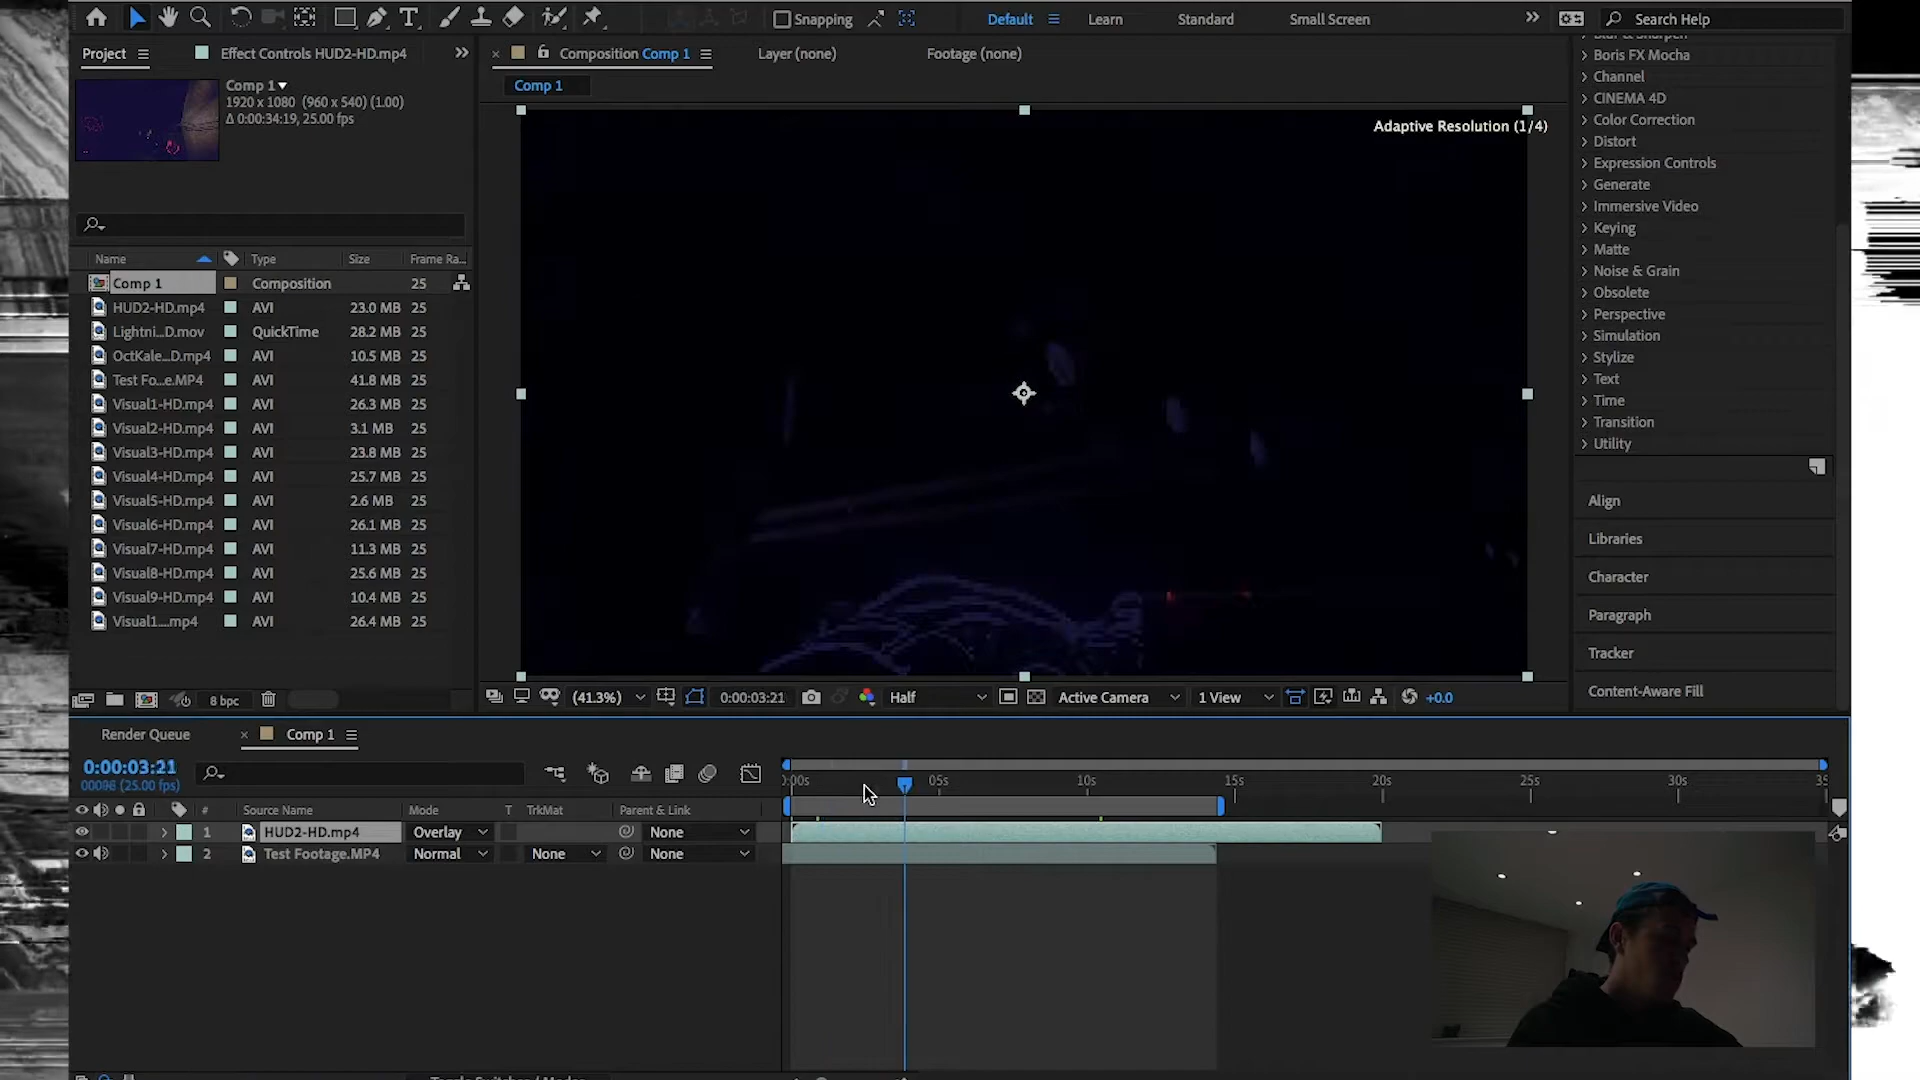 Snapping
Default
Learn
Standard
Small Screen
Search Help
Project
Effect Controls HUD2-HD.mp4
Composition Comp 1
Layer (none)
Footage (none)
Comp 1
Comp 1
1920 x 1080 (960 x 540) (1.00)
Δ 0:00:34:19, 25.00 fps
Adaptive Resolution (1/4)
Blur & Sharpen
Boris FX Mocha
Channel
CINEMA 4D
Color Correction
Distort
Expression Controls
Generate
Immersive Video
Keying
Matte
Noise & Grain
Obsolete
Perspective
Simulation
Stylize
Text
Time
Transition
Utility
Align
Libraries
Character
Paragraph
Tracker
Content-Aware Fill
Name Type Size Frame Ra...
Comp 1 Composition 25
HUD2-HD.mp4 AVI 23.0 MB 25
Lightni...D.mov QuickTime 28.2 MB 25
OctKale...D.mp4 AVI 10.5 MB 25
Test Fo...e.MP4 AVI 41.8 MB 25
Visual1-HD.mp4 AVI 26.3 MB 25
Visual2-HD.mp4 AVI 3.1 MB 25
Visual3-HD.mp4 AVI 23.8 MB 25
Visual4-HD.mp4 AVI 25.7 MB 25
Visual5-HD.mp4 AVI 2.6 MB 25
Visual6-HD.mp4 AVI 26.1 MB 25
Visual7-HD.mp4 AVI 11.3 MB 25
Visual8-HD.mp4 AVI 25.6 MB 25
Visual9-HD.mp4 AVI 10.4 MB 25
Visual1....mp4 AVI 26.4 MB 25
8 bpc
(41.3%) 0:00:03:21 Half Active Camera 1 View +0.0
Render Queue
Comp 1
0:00:03:21
00096 (25.00 fps)
0:00s 05s 10s 15s 20s 25s 30s 35
# Source Name Mode T TrkMat Parent & Link
1 HUD2-HD.mp4 Overlay None
2 Test Footage.MP4 Normal None None
Toggle Switches / Modes